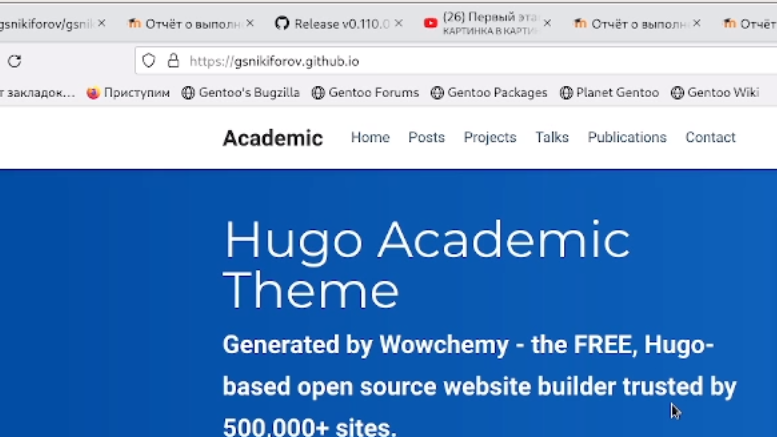 gsnikiforov/gsni
Отчёт о выполн
Release v0.110.0
(26) Первый эта
КАРТИНКА В КАРТИ
Отчёт о выполн
Отчёт
https://gsnikiforov.github.io
т закладок...
Приступим
Gentoo's Bugzilla
Gentoo Forums
Gentoo Packages
Planet Gentoo
Gentoo Wiki
Academic
Home
Posts
Projects
Talks
Publications
Contact
Hugo Academic
Theme
Generated by Wowchemy - the FREE, Hugo-
based open source website builder trusted by
500,000+ sites.